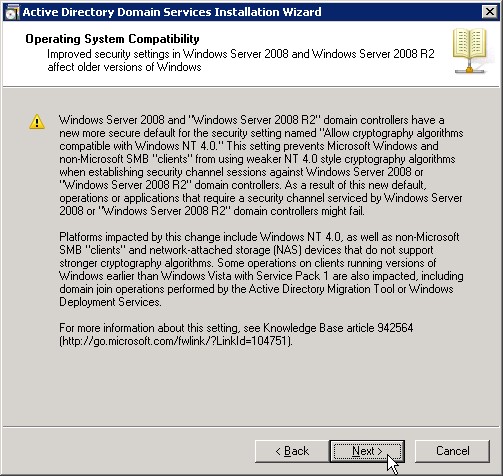 Active Directory Domain Services Installation Wizard
Operating System Compatibility
Improved security settings in Windows Server 2008 and Windows Server 2008 R2
affect older versions of Windows
Windows Server 2008 and "Windows Server 2008 R2" domain controllers have a
new more secure default for the security setting named "Allow cryptography algorithms
compatible with Windows NT 4.0." This setting prevents Microsoft Windows and
non-Microsoft SMB "clients" from using weaker NT 4.0 style cryptography algorithms
when establishing security channel sessions against Windows Server 2008 or
"Windows Server 2008 R2" domain controllers. As a result of this new default,
operations or applications that require a security channel serviced by Windows Server
2008 or "Windows Server 2008 R2" domain controllers might fail.
Platforms impacted by this change include Windows NT 4.0, as well as non-Microsoft
SMB "clients" and network-attached storage (NAS) devices that do not support
stronger cryptography algorithms. Some operations on clients running versions of
Windows earlier than Windows Vista with Service Pack 1 are also impacted, including
domain join operations performed by the Active Directory Migration Tool or Windows
Deployment Services.
For more information about this setting, see Knowledge Base article 942564
(http://go.microsoft.com/fwlink/?LinkId=104751).
< Back
Next >
Cancel